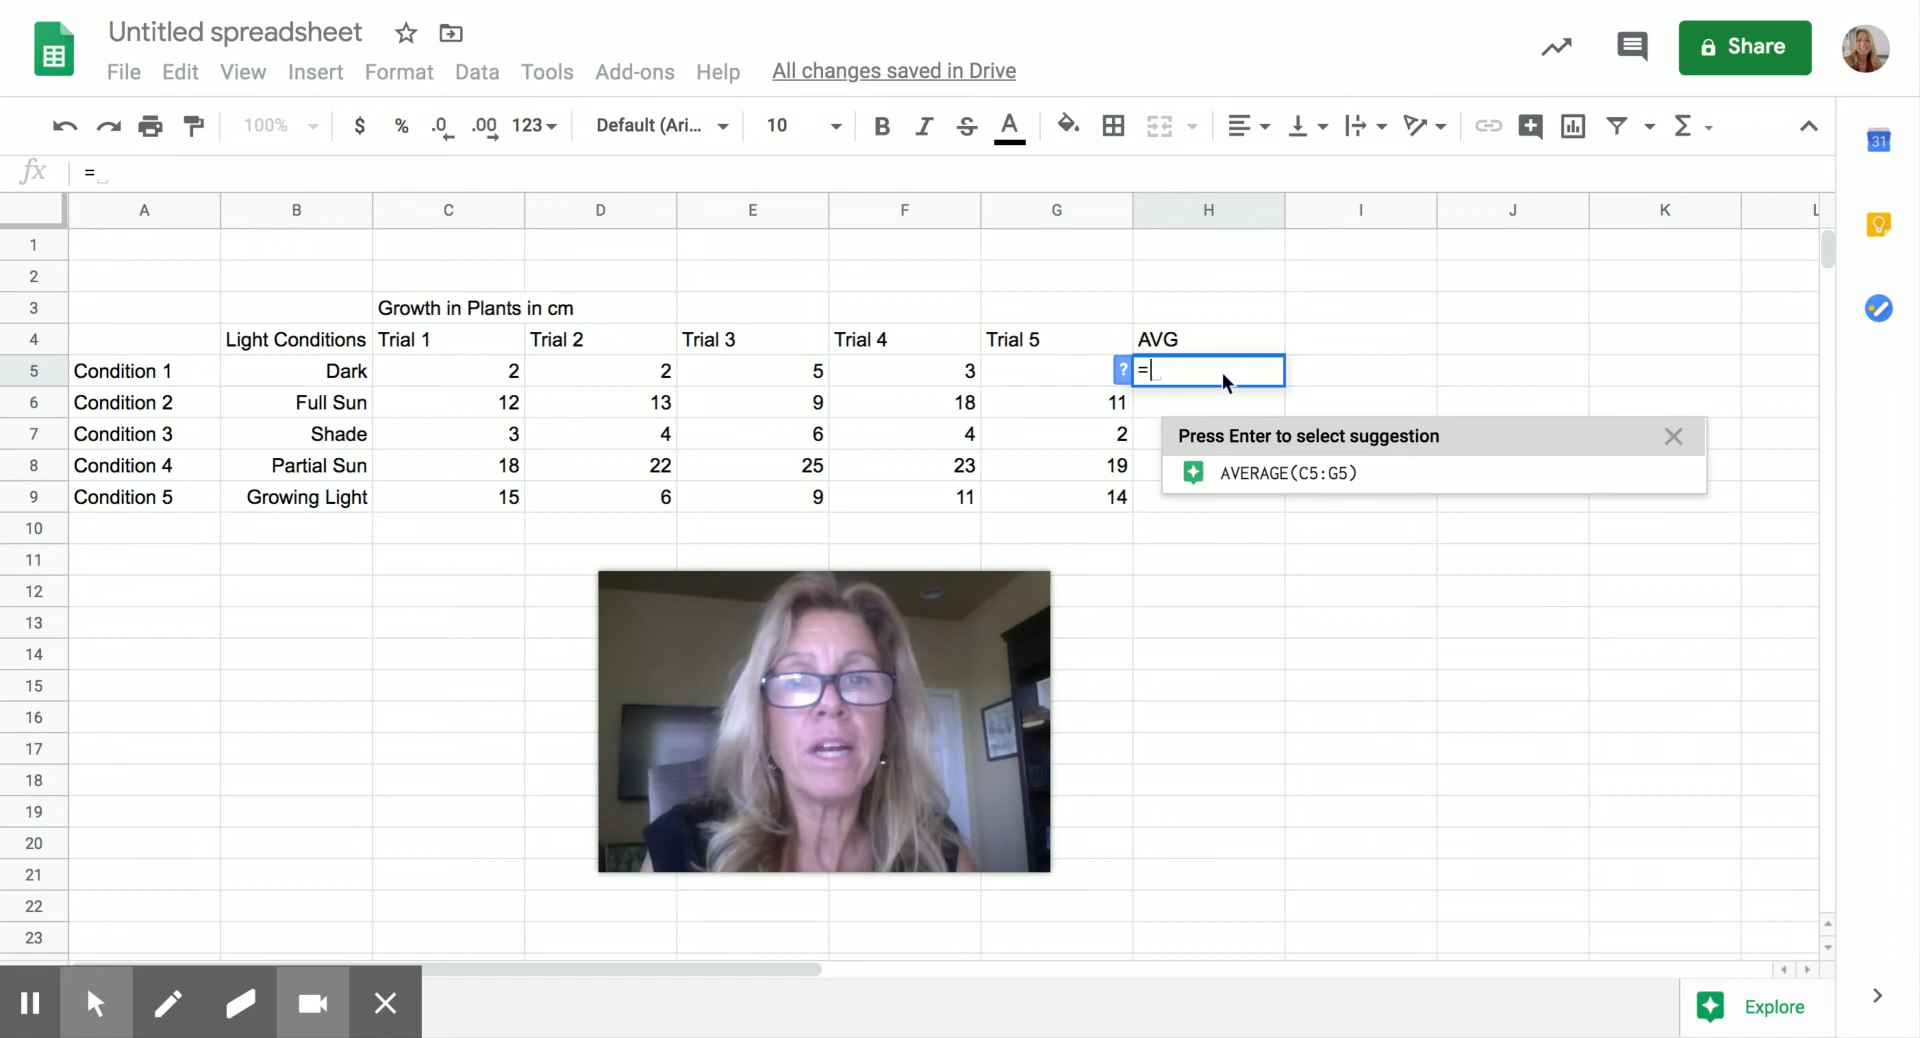 Untitled spreadsheet
File Edit View Insert Format Data Tools Add-ons Help All changes saved in Drive
Share
100% $ % .0 .00 123 Default (Ari... 10 B I S A Σ
31
fx =
A B C D E F G H I J K L
1
2
3 Growth in Plants in cm
4 Light Conditions Trial 1 Trial 2 Trial 3 Trial 4 Trial 5 AVG
5 Condition 1 Dark 2 2 5 3 ? =
6 Condition 2 Full Sun 12 13 9 18 11
7 Condition 3 Shade 3 4 6 4 2 Press Enter to select suggestion
8 Condition 4 Partial Sun 18 22 25 23 19 AVERAGE(C5:G5)
9 Condition 5 Growing Light 15 6 9 11 14
10
11
12
13
14
15
16
17
18
19
20
21
22
23
Explore